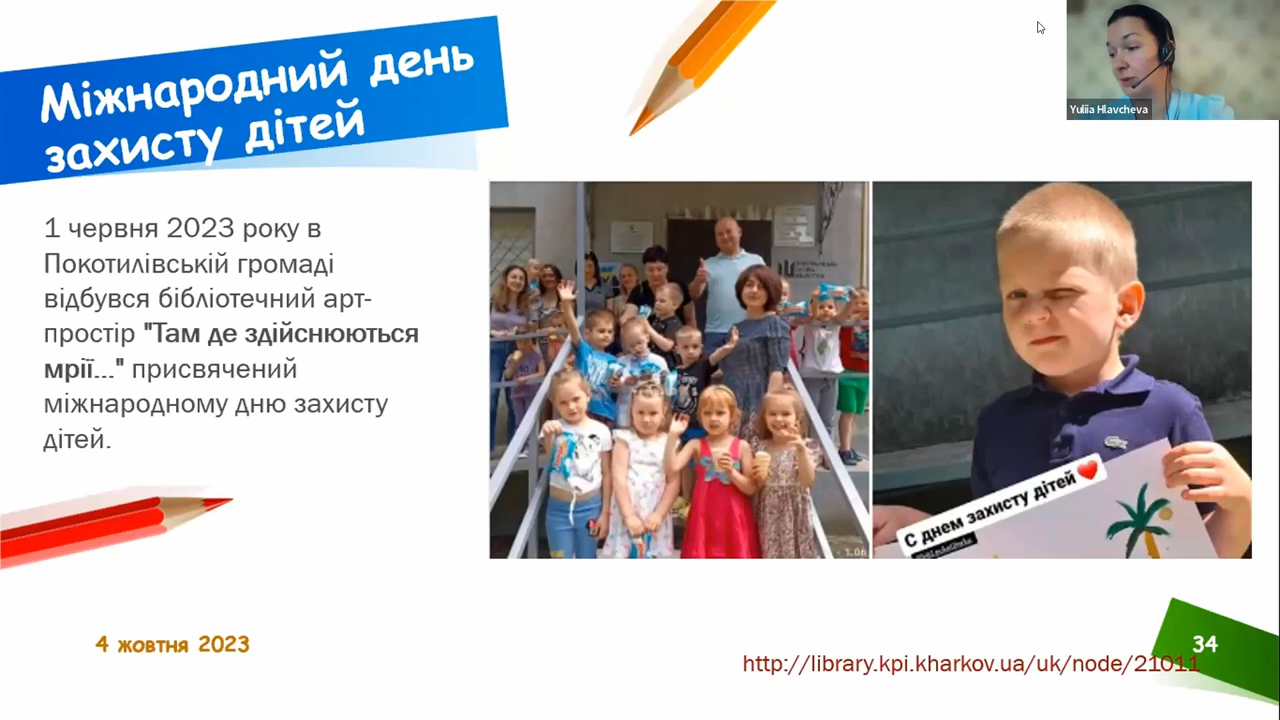 Міжнародний день
захисту дітей
Yuliia Hlavcheva
1 червня 2023 року в
Покотилівській громаді
відбувся бібліотечний арт-
простір "Там де здійснюються
мрії..." присвячений
міжнародному дню захисту
дітей.
С днем захисту дітей
4 жовтня 2023
34
http://library.kpi.kharkov.ua/uk/node/21011